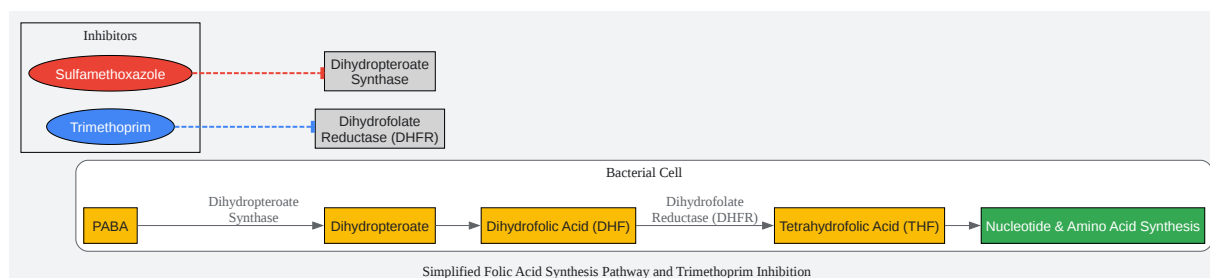 Inhibitors
Sulfamethoxazole
Dihydropteroate
Synthase
Trimethoprim
Dihydrofolate
Reductase (DHFR)
Bacterial Cell
PABA
Dihydropteroate
Synthase
Dihydropteroate
Dihydrofolic Acid (DHF)
Dihydrofolate
Reductase (DHFR)
Tetrahydrofolic Acid (THF)
Nucleotide & Amino Acid Synthesis
Simplified Folic Acid Synthesis Pathway and Trimethoprim Inhibition